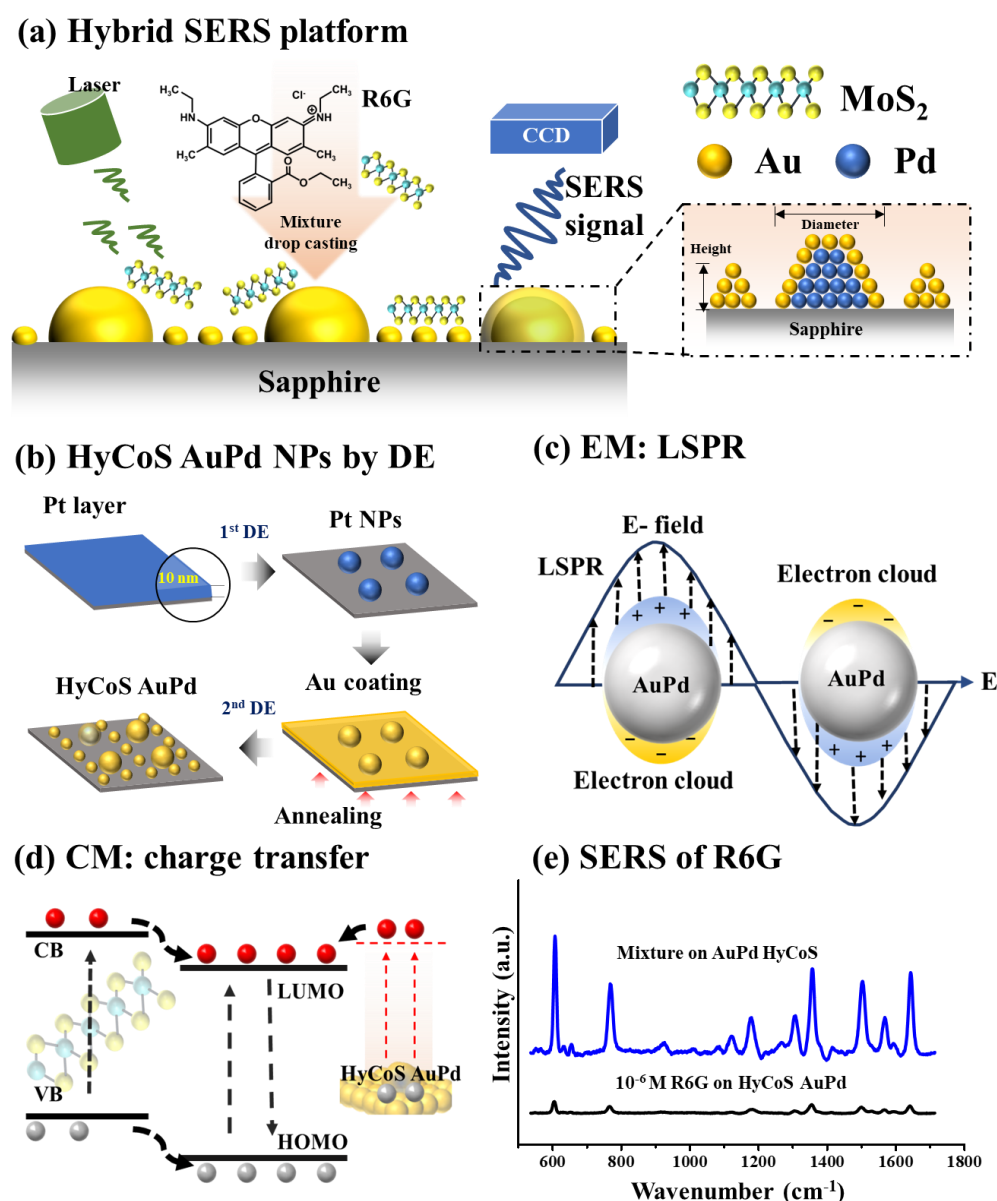 (a) Hybrid SERS platform
Laser
Cl-
R6G
H₃C
CH₃
HN
O
NH
+
H₃C
CH₃
O
O
CH₃
Mixture
drop casting
CCD
SERS
signal
MoS₂
Au
Pd
Diameter
Height
Sapphire
Sapphire
(b) HyCoS AuPd NPs by DE
Pt layer
1st DE
Pt NPs
10 nm
Au coating
HyCoS AuPd
2nd DE
Annealing
(c) EM: LSPR
E- field
LSPR
Electron cloud
+ + + +
− − −
AuPd
AuPd
E
− − −
+ + + +
Electron cloud
(d) CM: charge transfer
CB
LUMO
VB
HyCoS AuPd
HOMO
(e) SERS of R6G
Intensity (a.u.)
Mixture on AuPd HyCoS
10⁻⁶ M R6G on HyCoS AuPd
600 800 1000 1200 1400 1600 1800
Wavenumber (cm⁻¹)